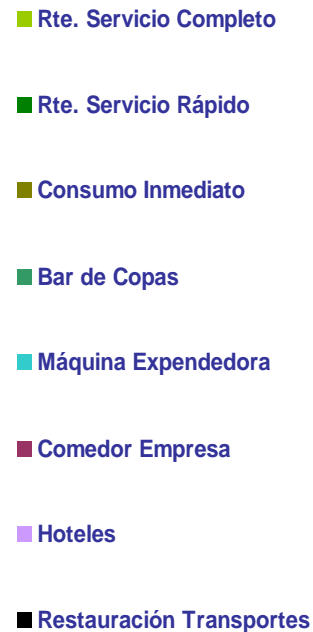 Rte. Servicio Completo
Rte. Servicio Rápido
Consumo Inmediato
Bar de Copas
Máquina Expendedora
Comedor Empresa
Hoteles
Restauración Transportes